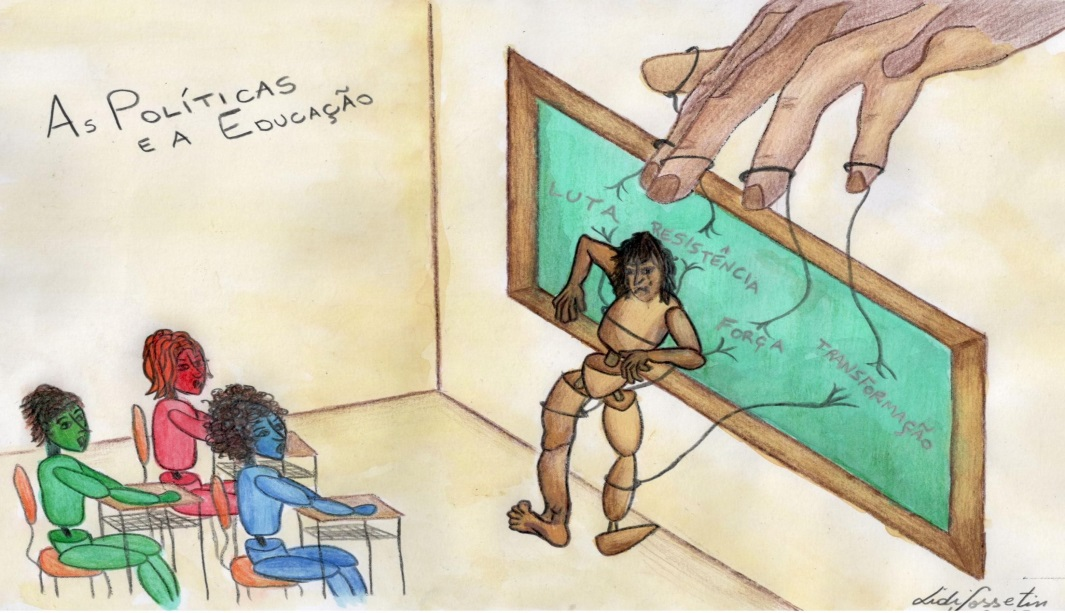 As Políticas
e a Educação
Luta
Resistência
Força
Transformação